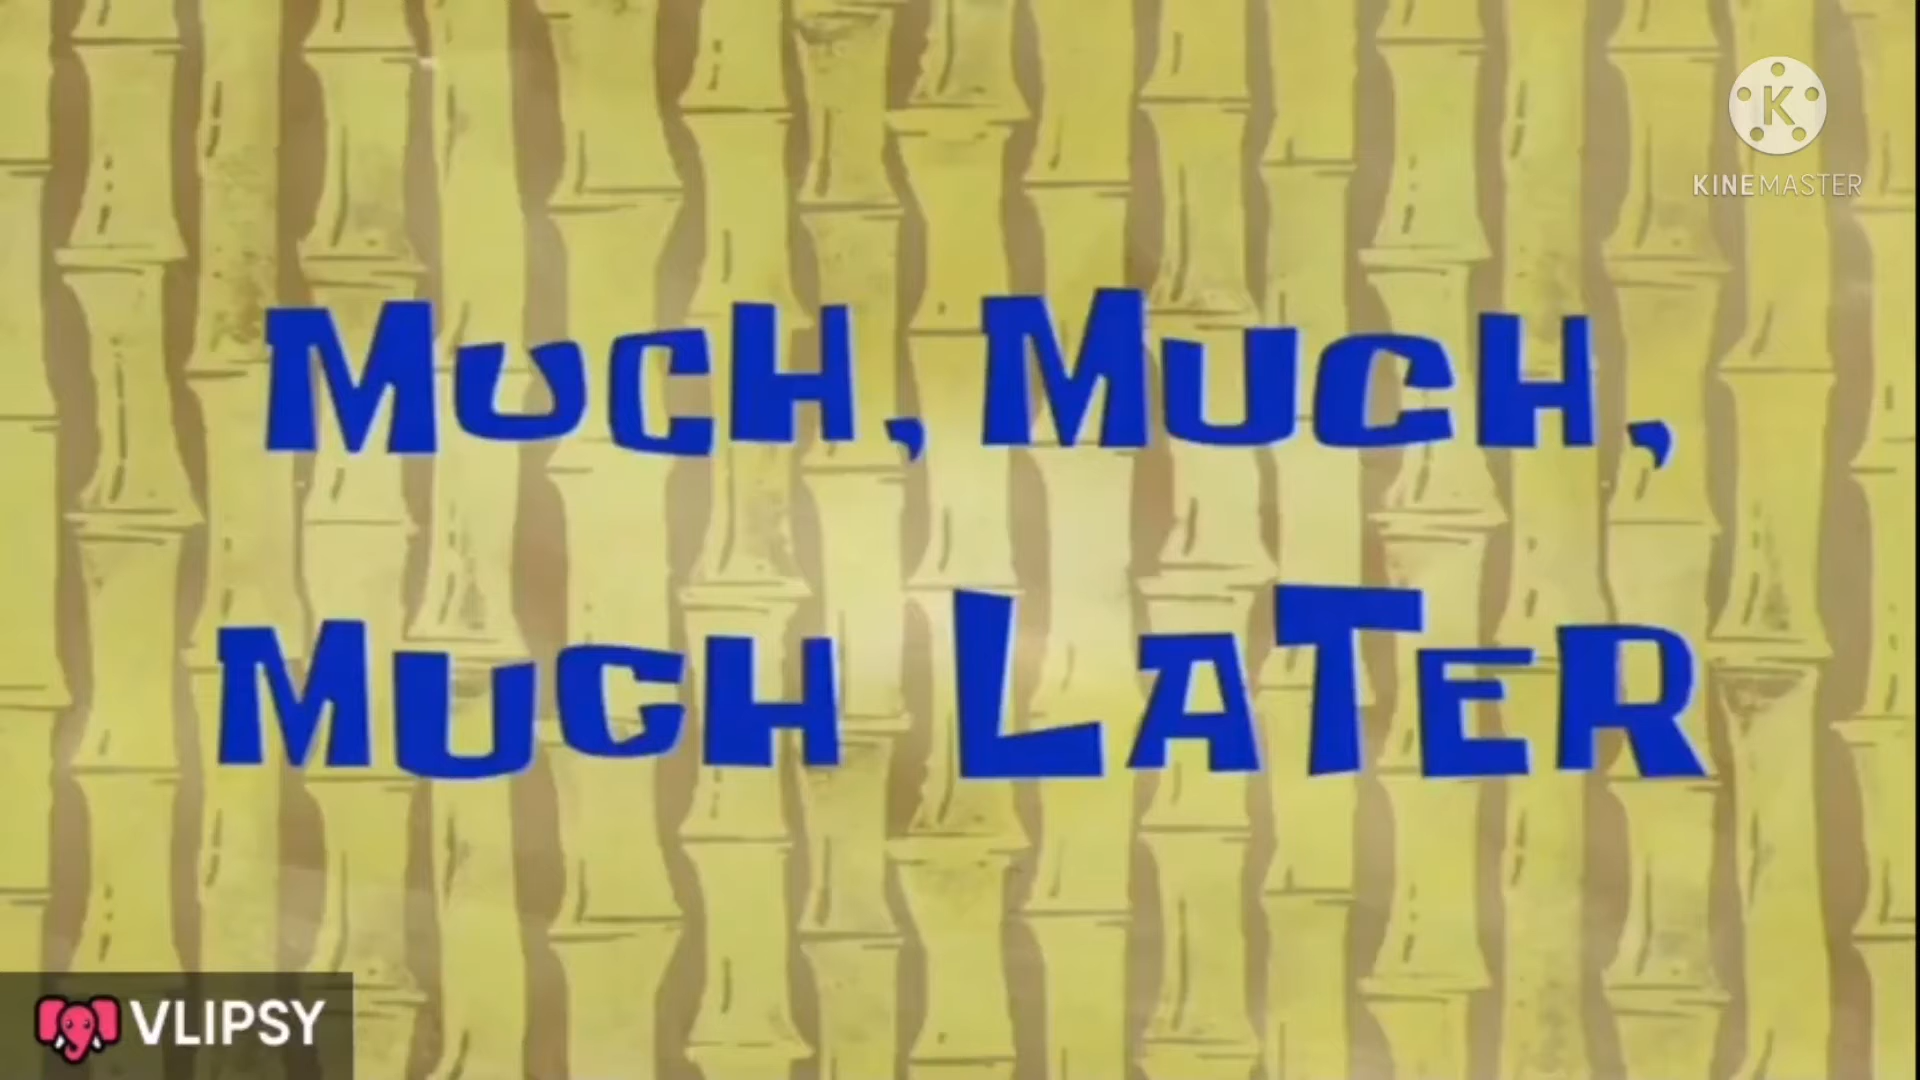 K
KINEMASTER
MUCH, MUCH,
MUCH LATER
VLIPSY